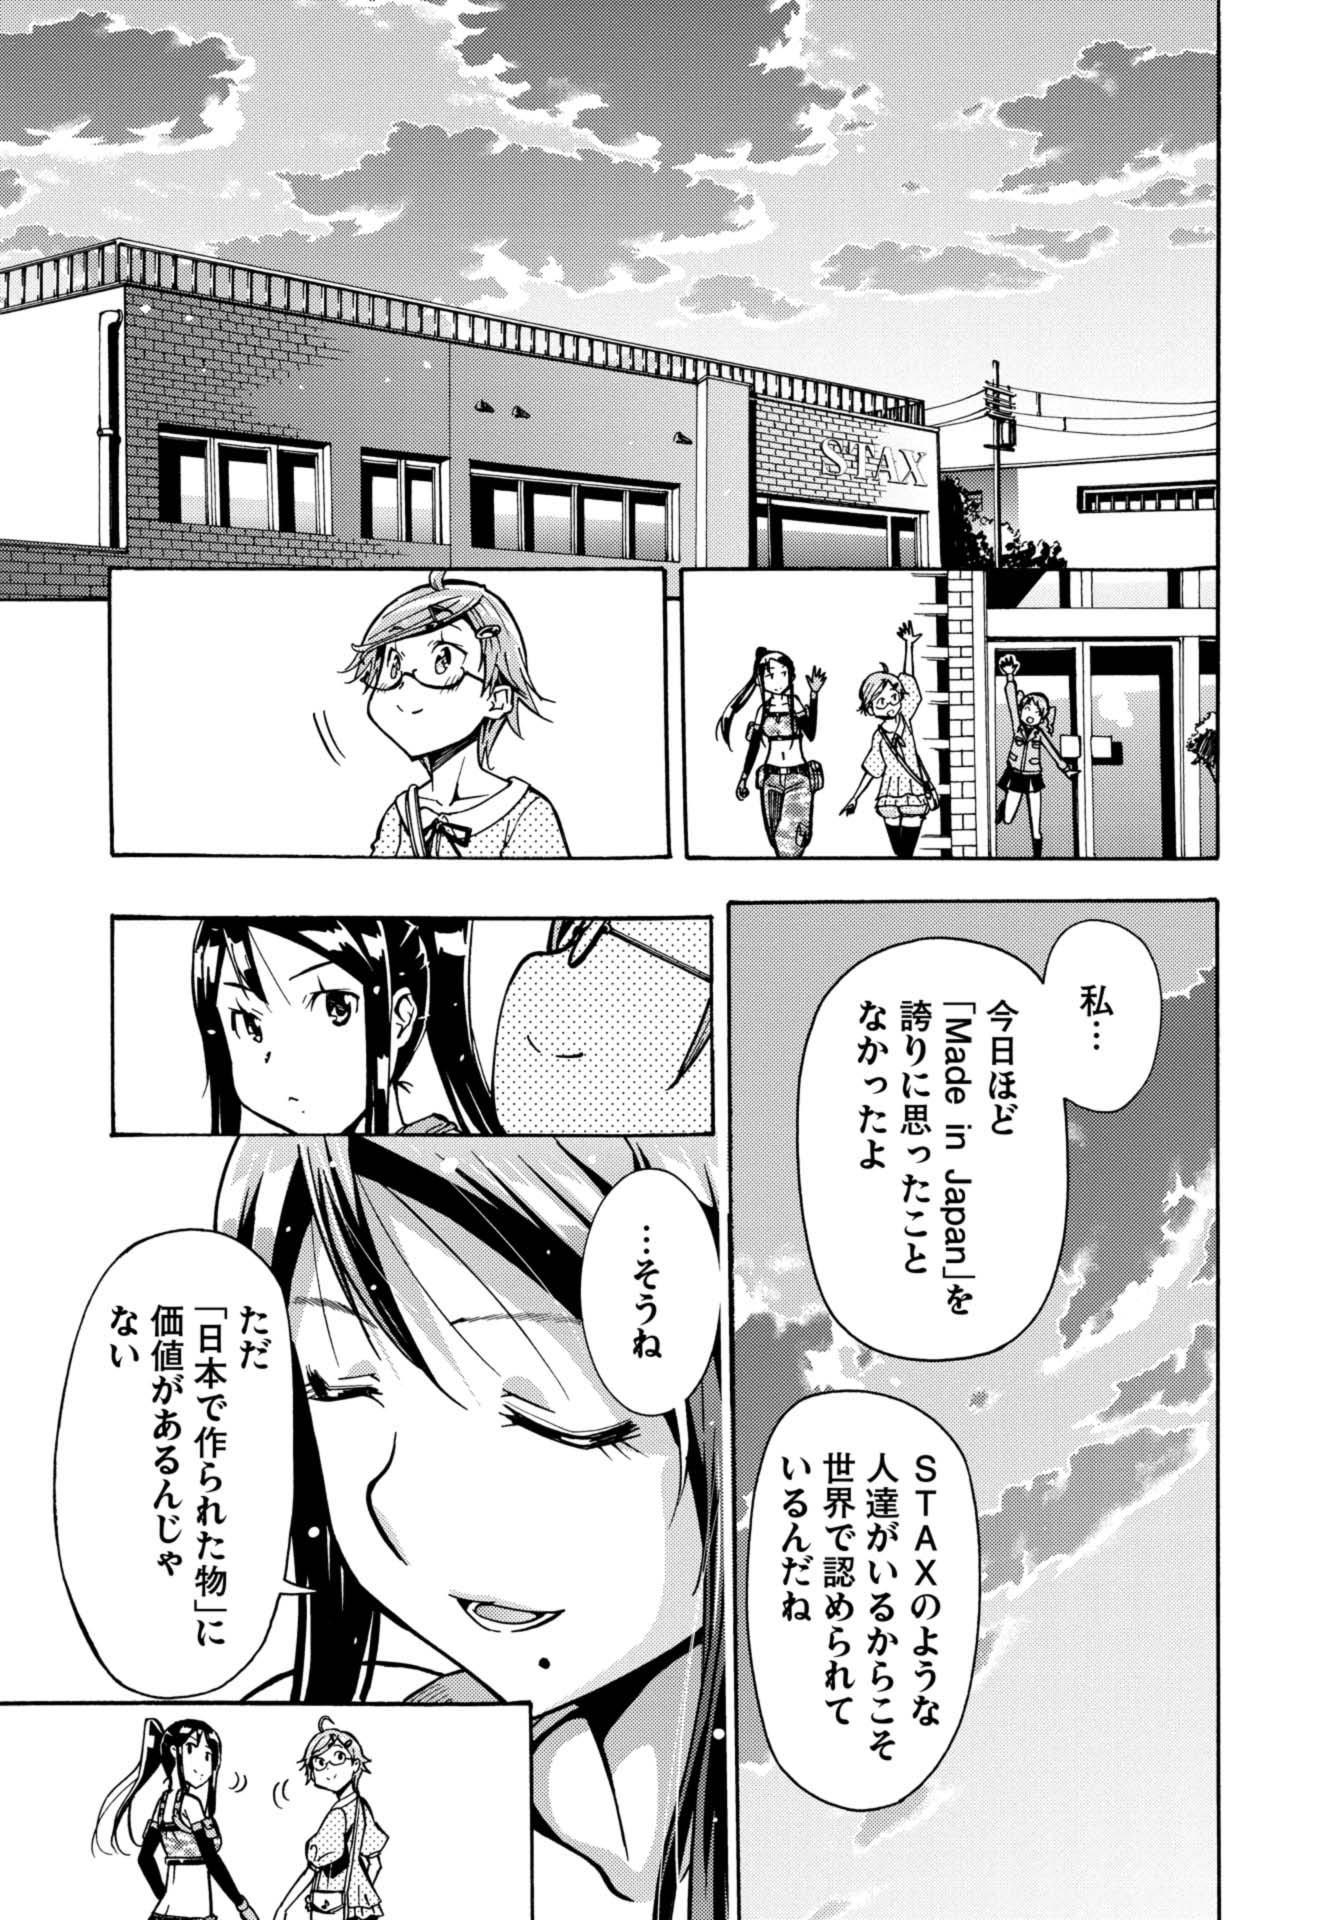 STAX
私…
今日ほど
「Made in Japan」を
誇りに思ったこと
なかったよ
STAXのような
人達がいるからこそ
世界で認められて
いるんだね
…そうね
ただ
「日本で作られた物」に
価値があるんじゃ
ない